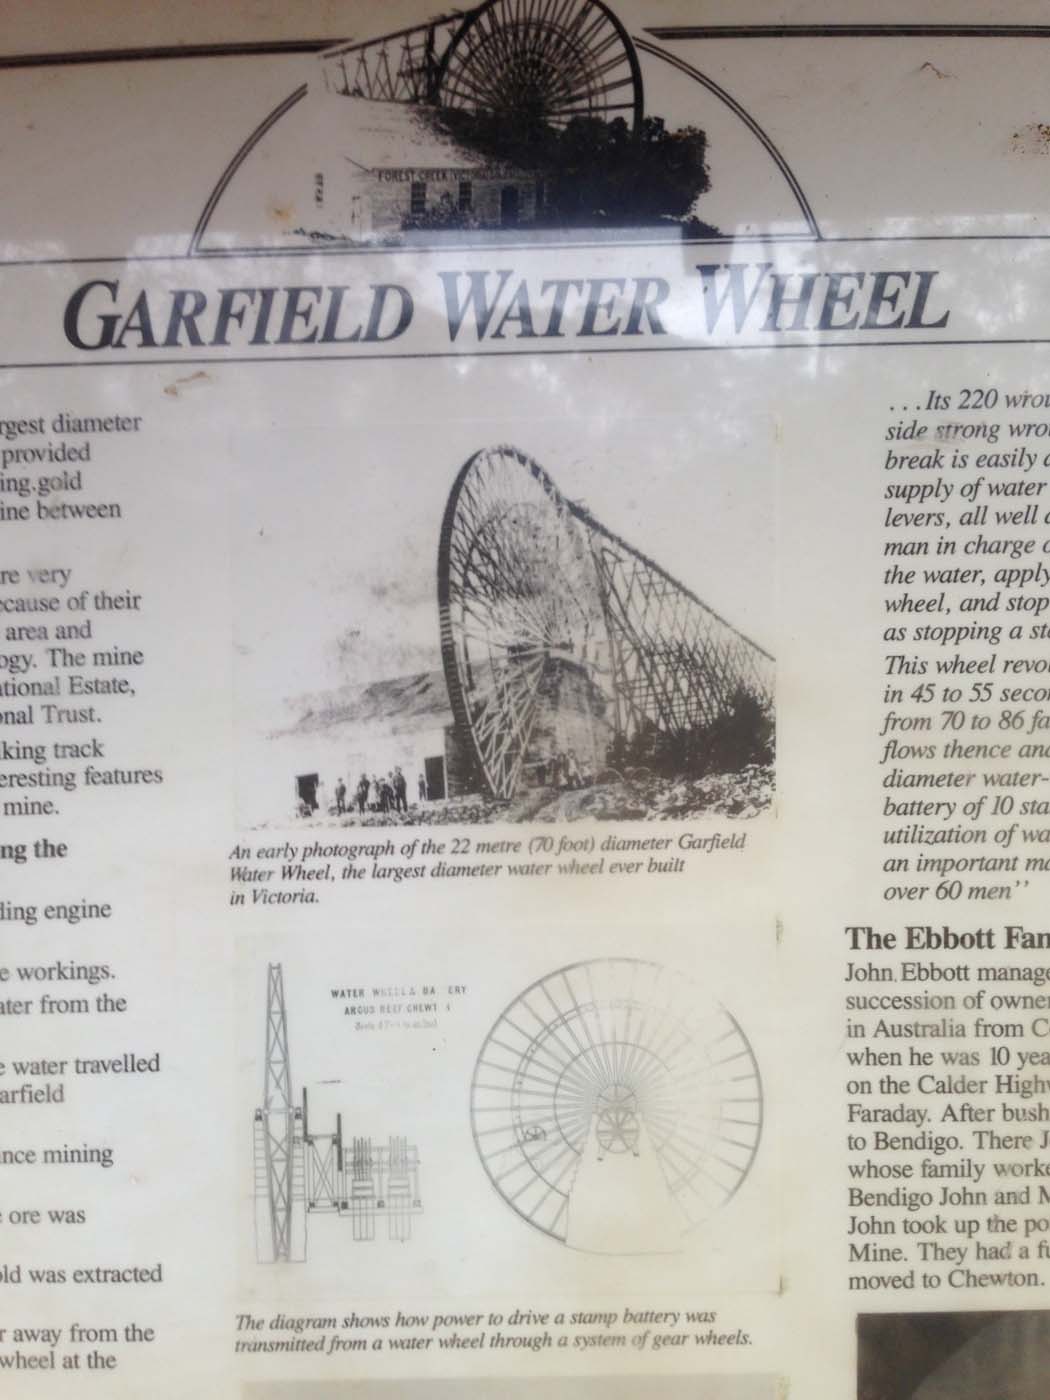 FOREST CREEK
GARFIELD WATER WHEEL
rgest diameter
provided
ing.gold
ine between
re very
ecause of their
area and
ogy. The mine
ational Estate,
onal Trust.
king track
eresting features
mine.
ng the
ding engine
e workings.
ater from the
e water travelled
arfield
nce mining
e ore was
old was extracted
r away from the
wheel at the
An early photograph of the 22 metre (70 foot) diameter Garfield
Water Wheel, the largest diameter water wheel ever built
in Victoria.
WATER WHEEL & BA ERY
ARGUS REEF CHEWT
The diagram shows how power to drive a stamp battery was
transmitted from a water wheel through a system of gear wheels.
...Its 220 wrou
side strong wro
break is easily
supply of water
levers, all well
man in charge
the water, apply
wheel, and stop
as stopping a st
This wheel revo
in 45 to 55 seco
from 70 to 86 fa
flows thence and
diameter water-
battery of 10 sta
utilization of wa
an important ma
over 60 men''
The Ebbott Fam
John Ebbott manage
succession of owner
in Australia from C
when he was 10 yea
on the Calder Highw
Faraday. After bush
to Bendigo. There J
whose family worke
Bendigo John and M
John took up the po
Mine. They had a fu
moved to Chewton.